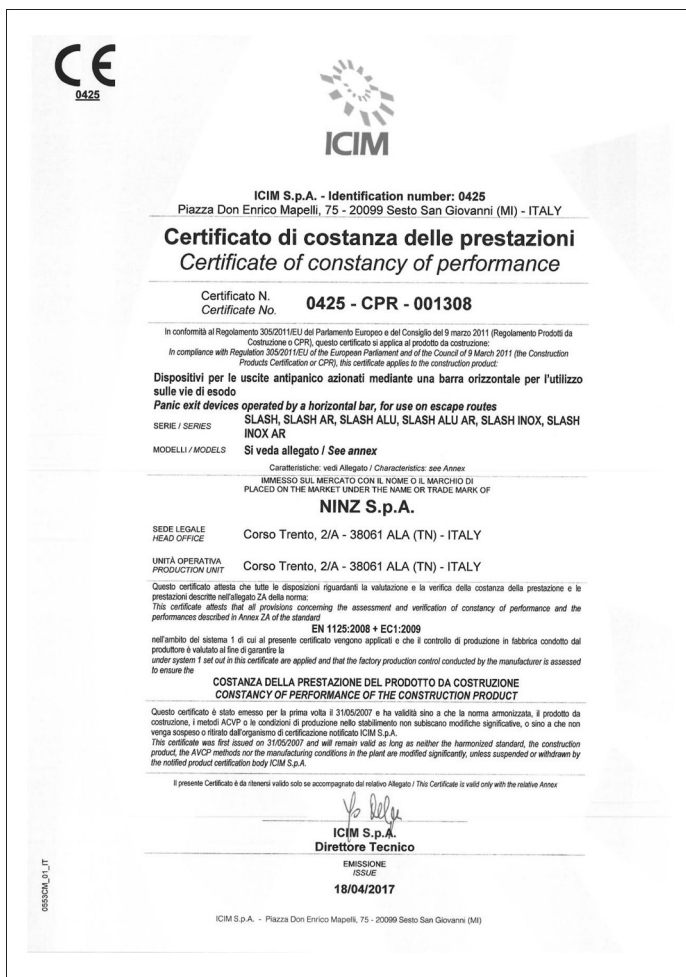 CE
0425
ICIM
ICIM S.p.A. - Identification number: 0425
Piazza Don Enrico Mapelli, 75 - 20099 Sesto San Giovanni (MI) - ITALY
Certificato di costanza delle prestazioni
Certificate of constancy of performance
Certificato N.
Certificate No.
0425 - CPR - 001308
In conformità al Regolamento 305/2011/EU del Parlamento Europeo e del Consiglio del 9 marzo 2011 (Regolamento Prodotti da
Costruzione o CPR), questo certificato si applica al prodotto da costruzione:
In compliance with Regulation 305/2011/EU of the European Parliament and of the Council of 9 March 2011 (the Construction
Products Certification or CPR), this certificate applies to the construction product:
Dispositivi per le uscite antipanico azionati mediante una barra orizzontale per l'utilizzo
sulle vie di esodo
Panic exit devices operated by a horizontal bar, for use on escape routes
SERIE / SERIES
SLASH, SLASH AR, SLASH ALU, SLASH ALU AR, SLASH INOX, SLASH
INOX AR
MODELLI / MODELS
Si veda allegato / See annex
Caratteristiche: vedi Allegato / Characteristics: see Annex
IMMESSO SUL MERCATO CON IL NOME O IL MARCHIO DI
PLACED ON THE MARKET UNDER THE NAME OR TRADE MARK OF
NINZ S.p.A.
SEDE LEGALE
HEAD OFFICE
Corso Trento, 2/A - 38061 ALA (TN) - ITALY
UNITÀ OPERATIVA
PRODUCTION UNIT
Corso Trento, 2/A - 38061 ALA (TN) - ITALY
Questo certificato attesta che tutte le disposizioni riguardanti la valutazione e la verifica della costanza della prestazione e le
prestazioni descritte nell'allegato ZA della norma:
This certificate attests that all provisions concerning the assessment and verification of constancy of performance and the
performances described in Annex ZA of the standard
EN 1125:2008 + EC1:2009
nell'ambito del sistema 1 di cui al presente certificato vengono applicati e che il controllo di produzione in fabbrica condotto dal
produttore è valutato al fine di garantire la
under system 1 set out in this certificate are applied and that the factory production control conducted by the manufacturer is assessed
to ensure the
COSTANZA DELLA PRESTAZIONE DEL PRODOTTO DA COSTRUZIONE
CONSTANCY OF PERFORMANCE OF THE CONSTRUCTION PRODUCT
Questo certificato è stato emesso per la prima volta il 31/05/2007 e ha validità sino a che la norma armonizzata, il prodotto da
costruzione, i metodi ACVP o le condizioni di produzione nello stabilimento non subiscano modifiche significative, o sino a che non
venga sospeso o ritirato dall'organismo di certificazione notificato ICIM S.p.A.
This certificate was first issued on 31/05/2007 and will remain valid as long as neither the harmonized standard, the construction
product, the AVCP methods nor the manufacturing conditions in the plant are modified significantly, unless suspended or withdrawn by
the notified product certification body ICIM S.p.A.
Il presente Certificato è da ritenersi valido solo se accompagnato dal relativo Allegato / This Certificate is valid only with the relative Annex
ICIM S.p.A.
Direttore Tecnico
EMISSIONE
ISSUE
18/04/2017
0553CM_01_IT
ICIM S.p.A. - Piazza Don Enrico Mapelli, 75 - 20099 Sesto San Giovanni (MI)